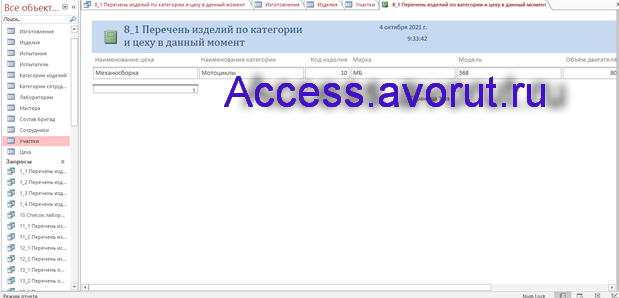 Все объект...
Поиск...
Изготовление
Изделия
Испытания
Испытатели
Категории изделий
Категории сотруд...
Лаборатории
Мастера
Состав бригад
Сотрудники
Участки
Цеха
Запросы
1_1 Перечень изд...
1_2 Перечень изд...
1_3 Перечень изд...
1_4 Перечень изд...
10 Список лабор...
11_1 Перечень ис...
11_2 Перечень ис...
12_1 Перечень ис...
12_2 Перечень ис...
13_1 Перечень о...
13_2 Перечень о...
Режим отчета
8_1 Перечень изделий по категории и цеху в данный момент
Изготовление
Изделия
Участки
8_1 Перечень изделий по категории и цеху в данный момент
8_1 Перечень изделий по категории
и цеху в данный момент
4 октября 2021 г.
9:33:42
Наименование цеха Наименование категории Код изделия Марка Модель Объём двигателя
Механосборка Мотоциклы 10 МБ 568 80
1
Access.avorut.ru
Num Lock